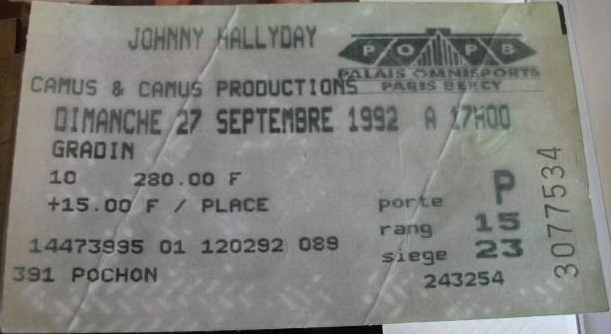 JOHNNY HALLYDAY
P O P B
PALAIS OMNISPORTS
PARIS BERCY
CAMUS & CAMUS PRODUCTIONS
DIMANCHE 27 SEPTEMBRE 1992 A 17H00
GRADIN
10 280.00 F
+15.00 F / PLACE
porte P
rang 15
siege 23
14473995 01 120292 089
391 POCHON
243254
3077534